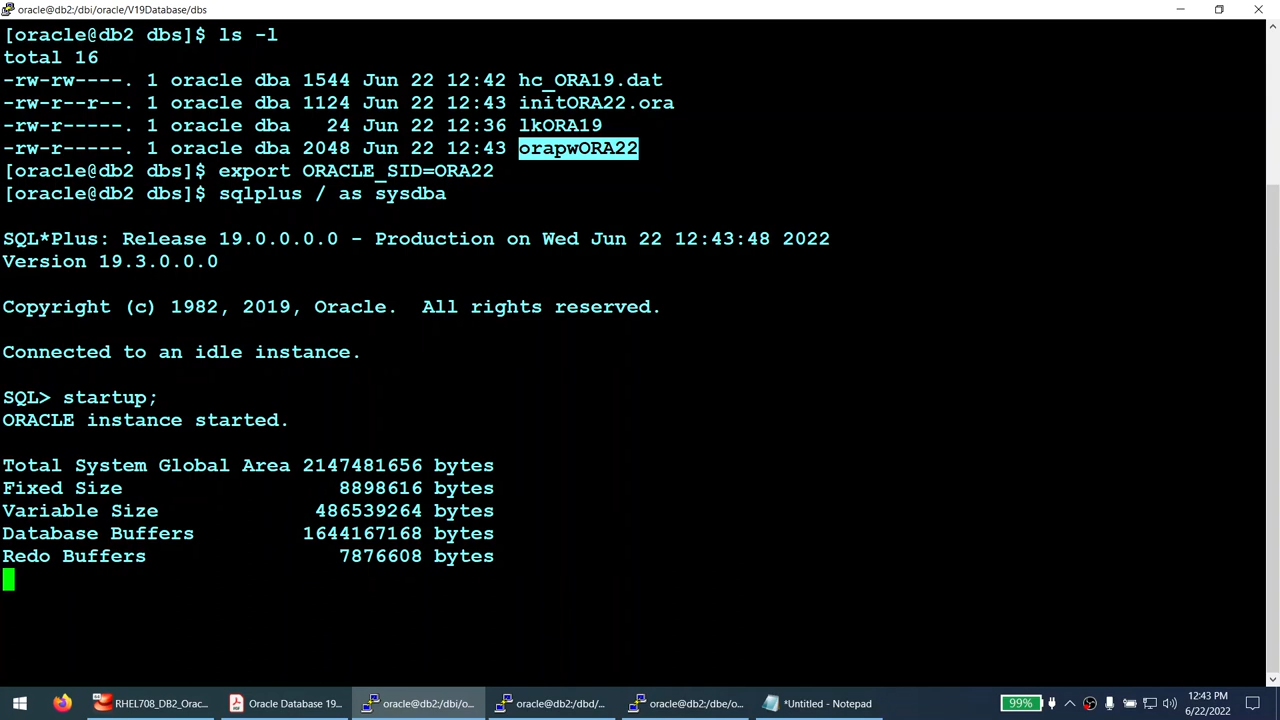 oracle@db2:/dbi/oracle/V19Database/dbs
[oracle@db2 dbs]$ ls -l
total 16
-rw-rw----. 1 oracle dba 1544 Jun 22 12:42 hc_ORA19.dat
-rw-r--r--. 1 oracle dba 1124 Jun 22 12:43 initORA22.ora
-rw-r-----. 1 oracle dba   24 Jun 22 12:36 lkORA19
-rw-r-----. 1 oracle dba 2048 Jun 22 12:43 orapwORA22
[oracle@db2 dbs]$ export ORACLE_SID=ORA22
[oracle@db2 dbs]$ sqlplus / as sysdba
SQL*Plus: Release 19.0.0.0.0 - Production on Wed Jun 22 12:43:48 2022
Version 19.3.0.0.0
Copyright (c) 1982, 2019, Oracle.  All rights reserved.
Connected to an idle instance.
SQL> startup;
ORACLE instance started.
Total System Global Area 2147481656 bytes
Fixed Size                  8898616 bytes
Variable Size             486539264 bytes
Database Buffers         1644167168 bytes
Redo Buffers                7876608 bytes
RHEL708_DB2_Orac... Oracle Database 19... oracle@db2:/dbi/o... oracle@db2:/dbd/... oracle@db2:/dbe/o... *Untitled - Notepad 99% 12:43 PM
6/22/2022